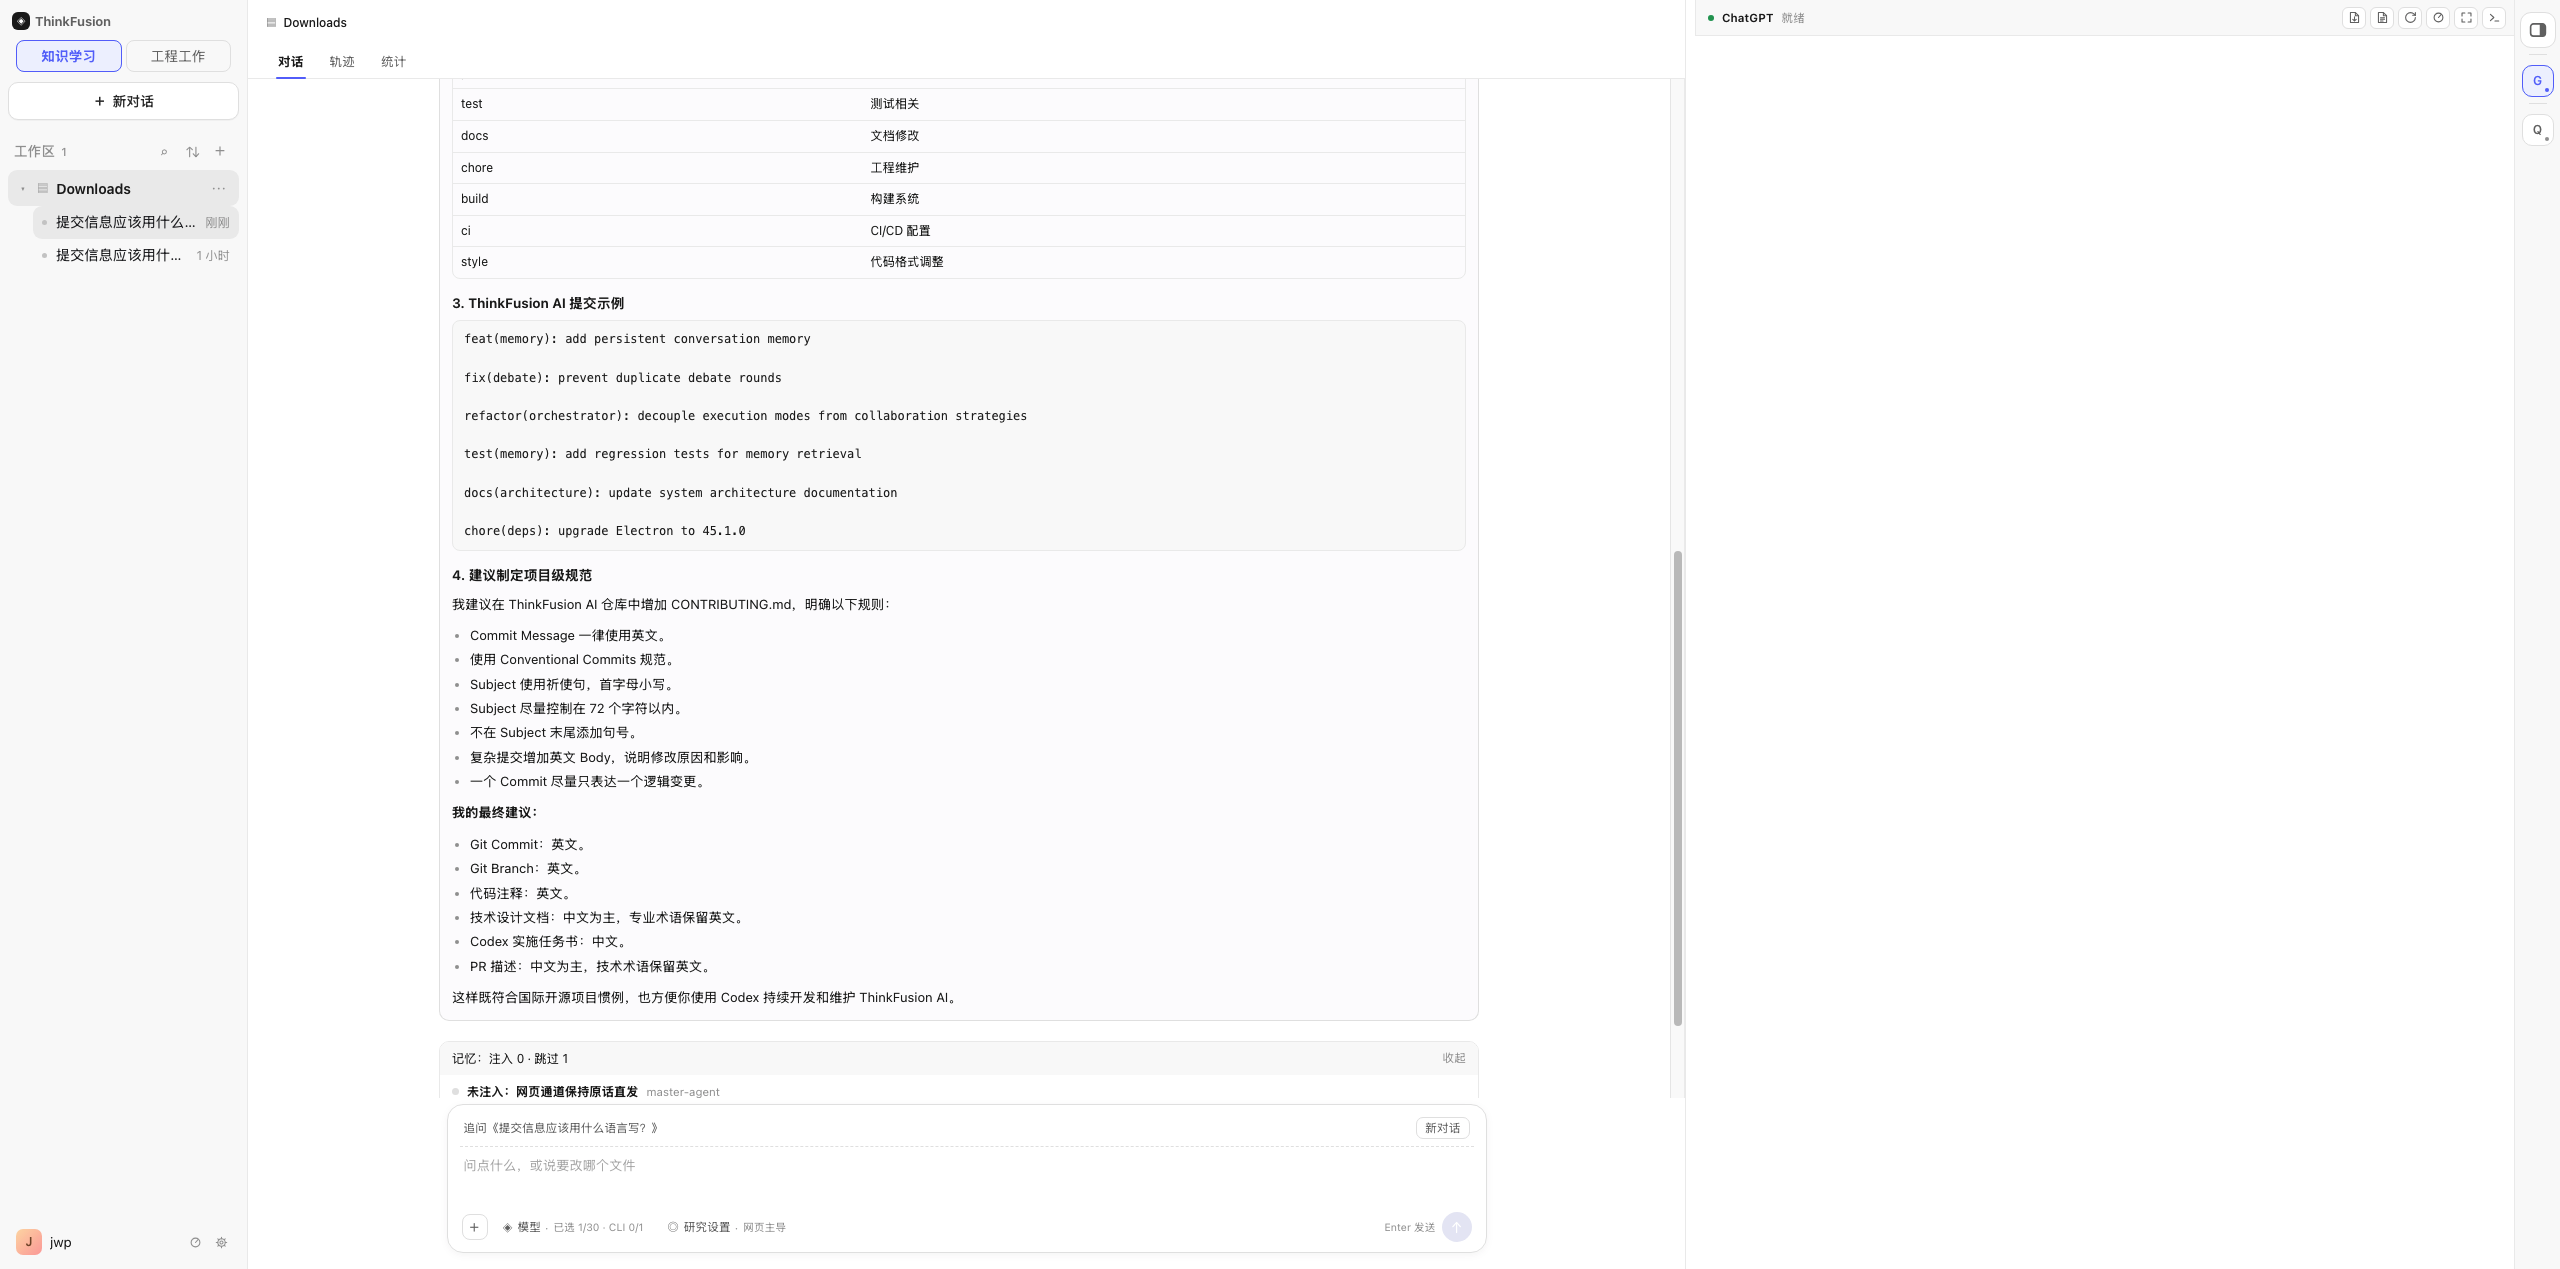 ThinkFusion
知识学习
工程工作
+ 新对话
工作区 1
Downloads
提交信息应该用什么... 刚刚
提交信息应该用什... 1 小时
J jwp
Downloads
对话 轨迹 统计
test 测试相关
docs 文档修改
chore 工程维护
build 构建系统
ci CI/CD 配置
style 代码格式调整
3. ThinkFusion AI 提交示例
feat(memory): add persistent conversation memory
fix(debate): prevent duplicate debate rounds
refactor(orchestrator): decouple execution modes from collaboration strategies
test(memory): add regression tests for memory retrieval
docs(architecture): update system architecture documentation
chore(deps): upgrade Electron to 45.1.0
4. 建议制定项目级规范
我建议在 ThinkFusion AI 仓库中增加 CONTRIBUTING.md，明确以下规则：
• Commit Message 一律使用英文。
• 使用 Conventional Commits 规范。
• Subject 使用祈使句，首字母小写。
• Subject 尽量控制在 72 个字符以内。
• 不在 Subject 末尾添加句号。
• 复杂提交增加英文 Body，说明修改原因和影响。
• 一个 Commit 尽量只表达一个逻辑变更。
我的最终建议：
• Git Commit：英文。
• Git Branch：英文。
• 代码注释：英文。
• 技术设计文档：中文为主，专业术语保留英文。
• Codex 实施任务书：中文。
• PR 描述：中文为主，技术术语保留英文。
这样既符合国际开源项目惯例，也方便你使用 Codex 持续开发和维护 ThinkFusion AI。
记忆：注入 0 · 跳过 1 收起
未注入：网页通道保持原话直发 master-agent
追问《提交信息应该用什么语言写？》 新对话
问点什么，或说要改哪个文件
+ 模型 · 已选 1/30 · CLI 0/1 研究设置 · 网页主导 Enter 发送
ChatGPT 就绪
G
Q